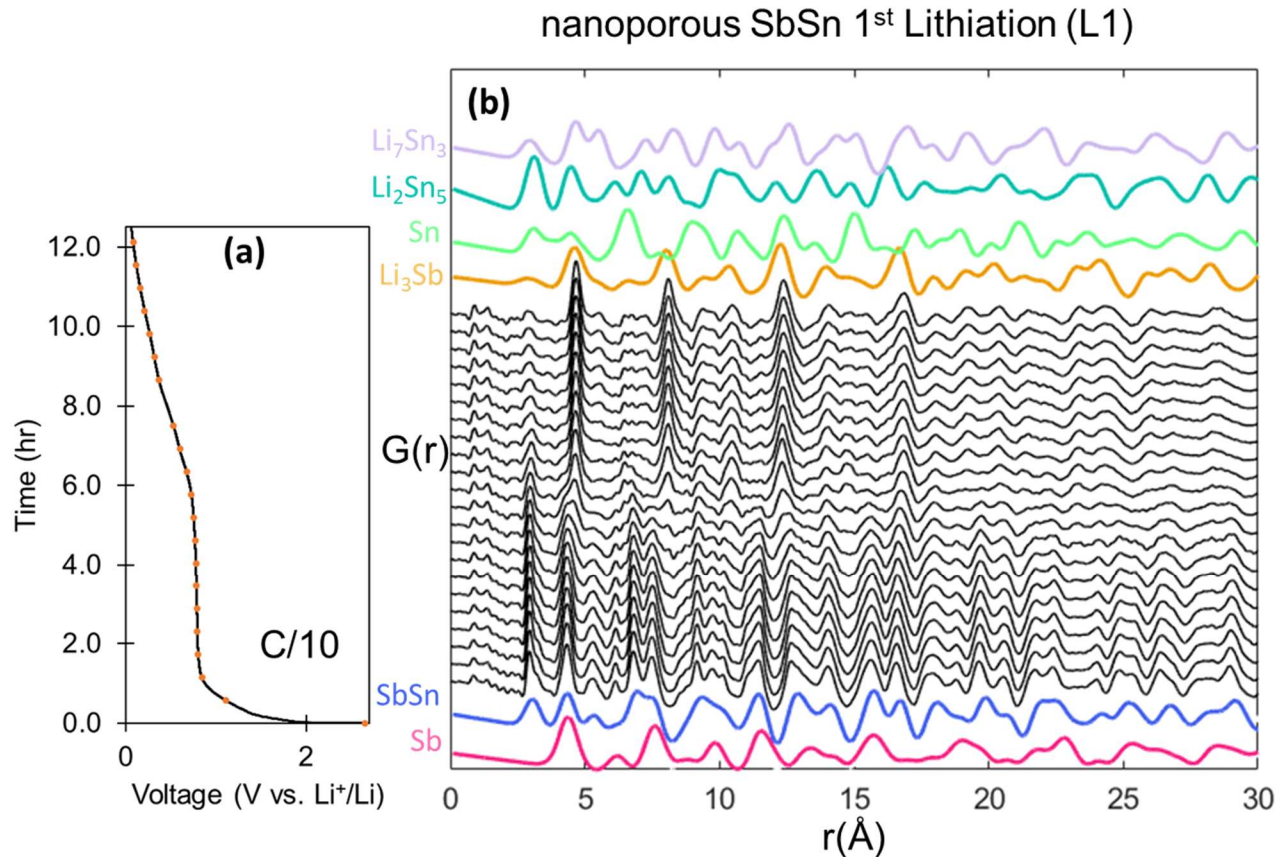 nanoporous SbSn 1st Lithiation (L1)
(b)
Li7Sn3
Li2Sn5
Sn
Li3Sb
G(r)
SbSn
Sb
0 5 10 15 20 25 30
r(Å)
(a)
12.0
10.0
8.0
6.0
4.0
2.0
0.0
Time (hr)
C/10
0 2
Voltage (V vs. Li⁺/Li)